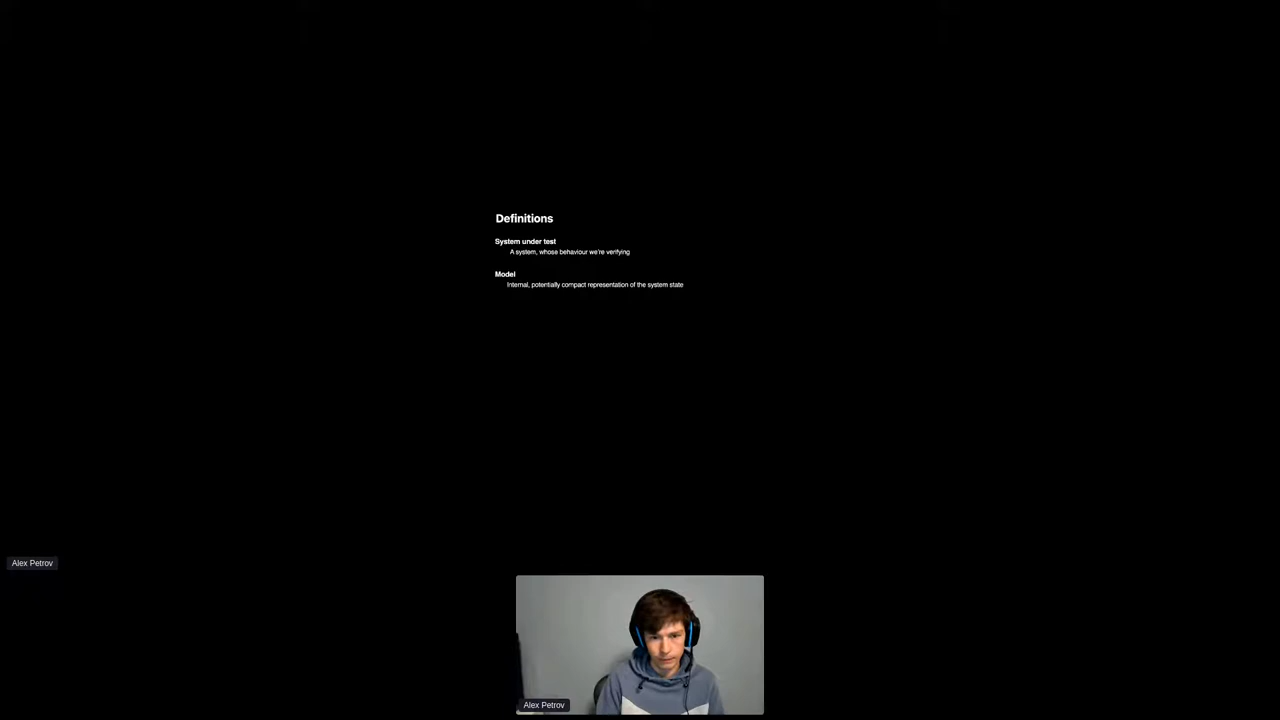 Definitions
System under test
A system, whose behaviour we're verifying
Model
Internal, potentially compact representation of the system state
Alex Petrov
Alex Petrov